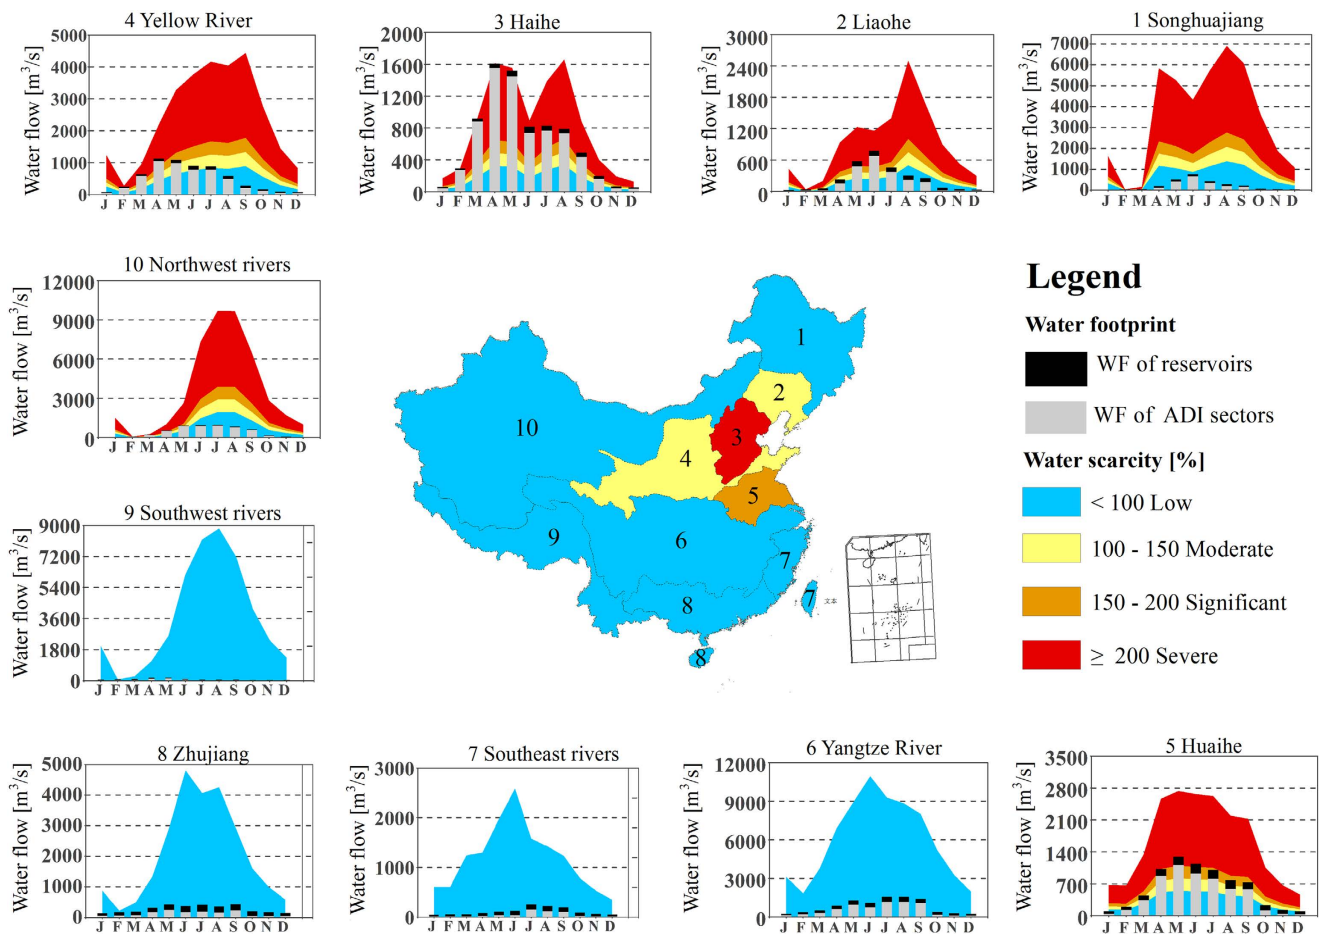 4 Yellow River
Water flow [m³/s]
5000
4000
3000
2000
1000
0
J F M A M J J A S O N D
3 Haihe
Water flow [m³/s]
2000
1600
1200
800
400
0
J F M A M J J A S O N D
2 Liaohe
Water flow [m³/s]
3000
2400
1800
1200
600
0
J F M A M J J A S O N D
1 Songhuajiang
Water flow [m³/s]
7000
6000
5000
4000
3000
2000
1000
0
J F M A M J J A S O N D
10 Northwest rivers
Water flow [m³/s]
12000
9000
6000
3000
0
J F M A M J J A S O N D
1
2
3
4
5
6
7
7
8
8
9
10
Legend
Water footprint
WF of reservoirs
WF of ADI sectors
Water scarcity [%]
< 100 Low
100 - 150 Moderate
150 - 200 Significant
≥ 200 Severe
9 Southwest rivers
Water flow [m³/s]
9000
7200
5400
3600
1800
0
J F M A M J J A S O N D
8 Zhujiang
Water flow [m³/s]
5000
4000
3000
2000
1000
0
J F M A M J J A S O N D
7 Southeast rivers
Water flow [m³/s]
3000
2000
1000
0
J F M A M J J A S O N D
6 Yangtze River
Water flow [m³/s]
12000
9000
6000
3000
0
J F M A M J J A S O N D
5 Huaihe
Water flow [m³/s]
3500
2800
2100
1400
700
0
J F M A M J J A S O N D